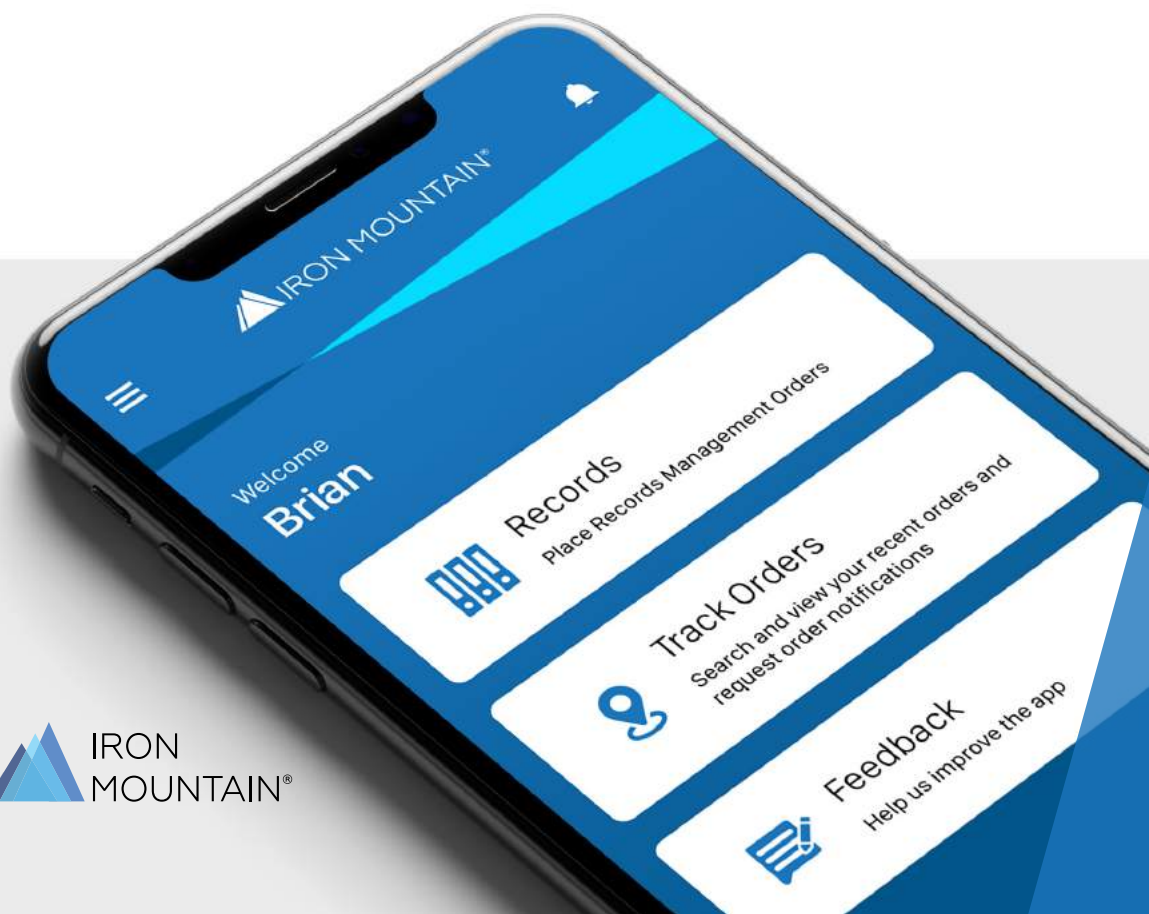 IRON MOUNTAIN®
Welcome
Brian
Records
Place Records Management Orders
Track Orders
Search and view your recent orders and
request order notifications
Feedback
Help us improve the app
IRON
MOUNTAIN®